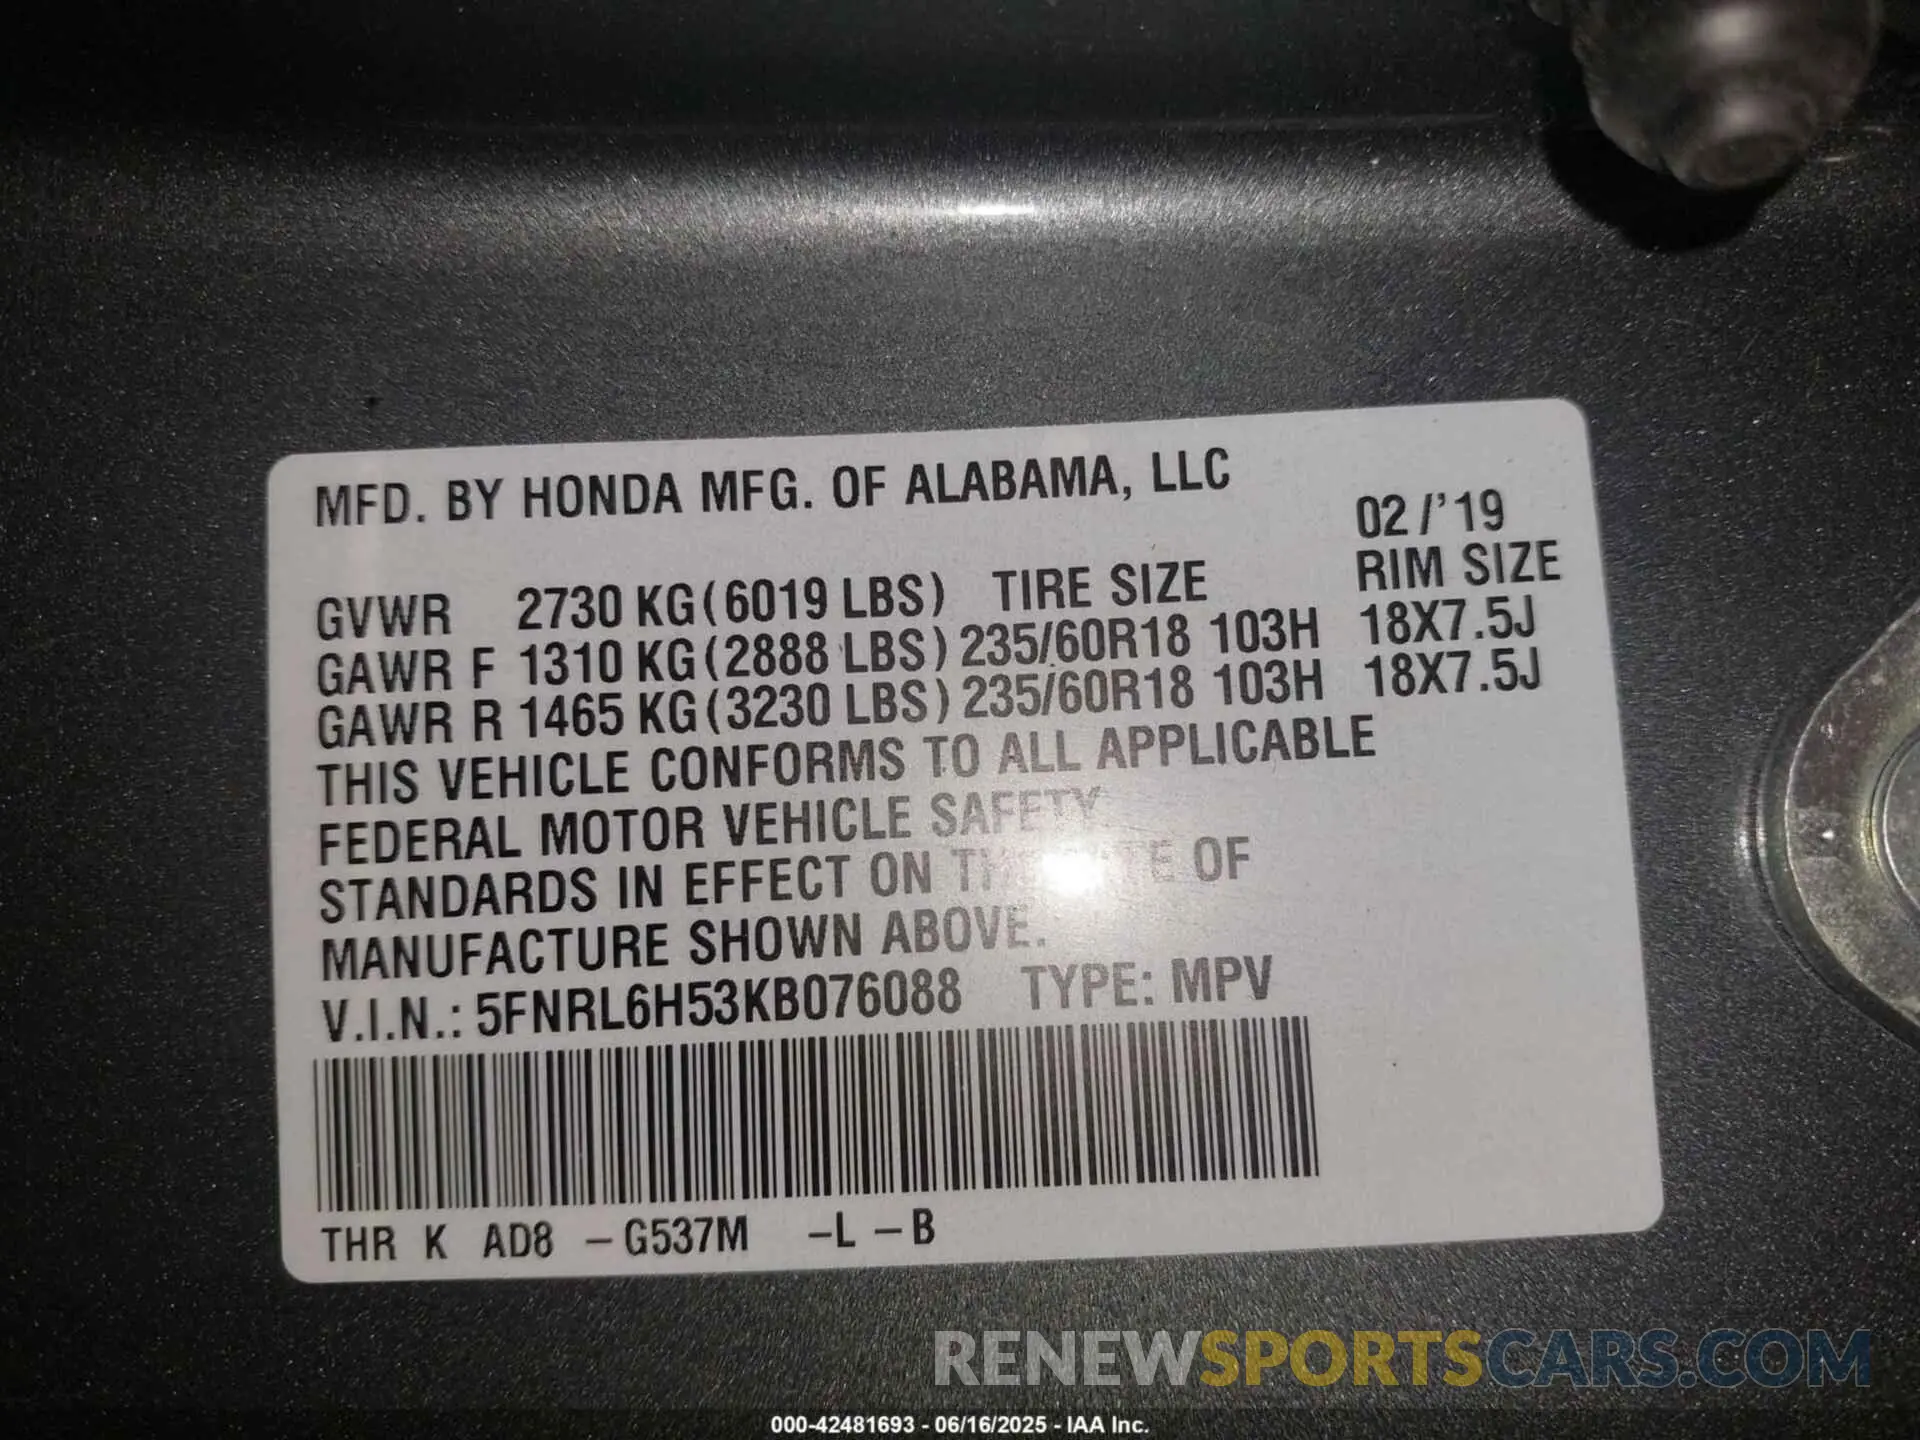 MFD. BY HONDA MFG. OF ALABAMA, LLC
02 /'19
GVWR 2730 KG (6019 LBS) TIRE SIZE RIM SIZE
GAWR F 1310 KG (2888 LBS) 235/60R18 103H 18X7.5J
GAWR R 1465 KG (3230 LBS) 235/60R18 103H 18X7.5J
THIS VEHICLE CONFORMS TO ALL APPLICABLE
FEDERAL MOTOR VEHICLE SAFETY
STANDARDS IN EFFECT ON OF
MANUFACTURE SHOWN ABOVE.
V.I.N.: 5FNRL6H53KB076088 TYPE: MPV
THR K AD8 – G537M –L –B
RENEWSPORTSCARS.COM
000-42481693 - 06/16/2025 - IAA Inc.